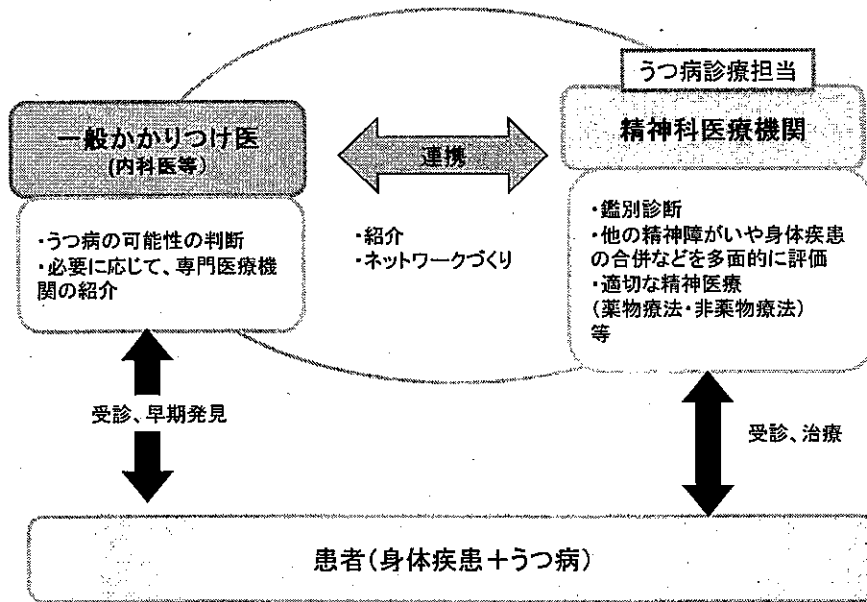 うつ病診療担当
一般かかりつけ医
(内科医等)
連携
精神科医療機関
・うつ病の可能性の判断
・必要に応じて、専門医療機
関の紹介
・紹介
・ネットワークづくり
・鑑別診断
・他の精神障がいや身体疾患
の合併などを多面的に評価
・適切な精神医療
(薬物療法・非薬物療法)
等
受診、早期発見
受診、治療
患者(身体疾患＋うつ病)